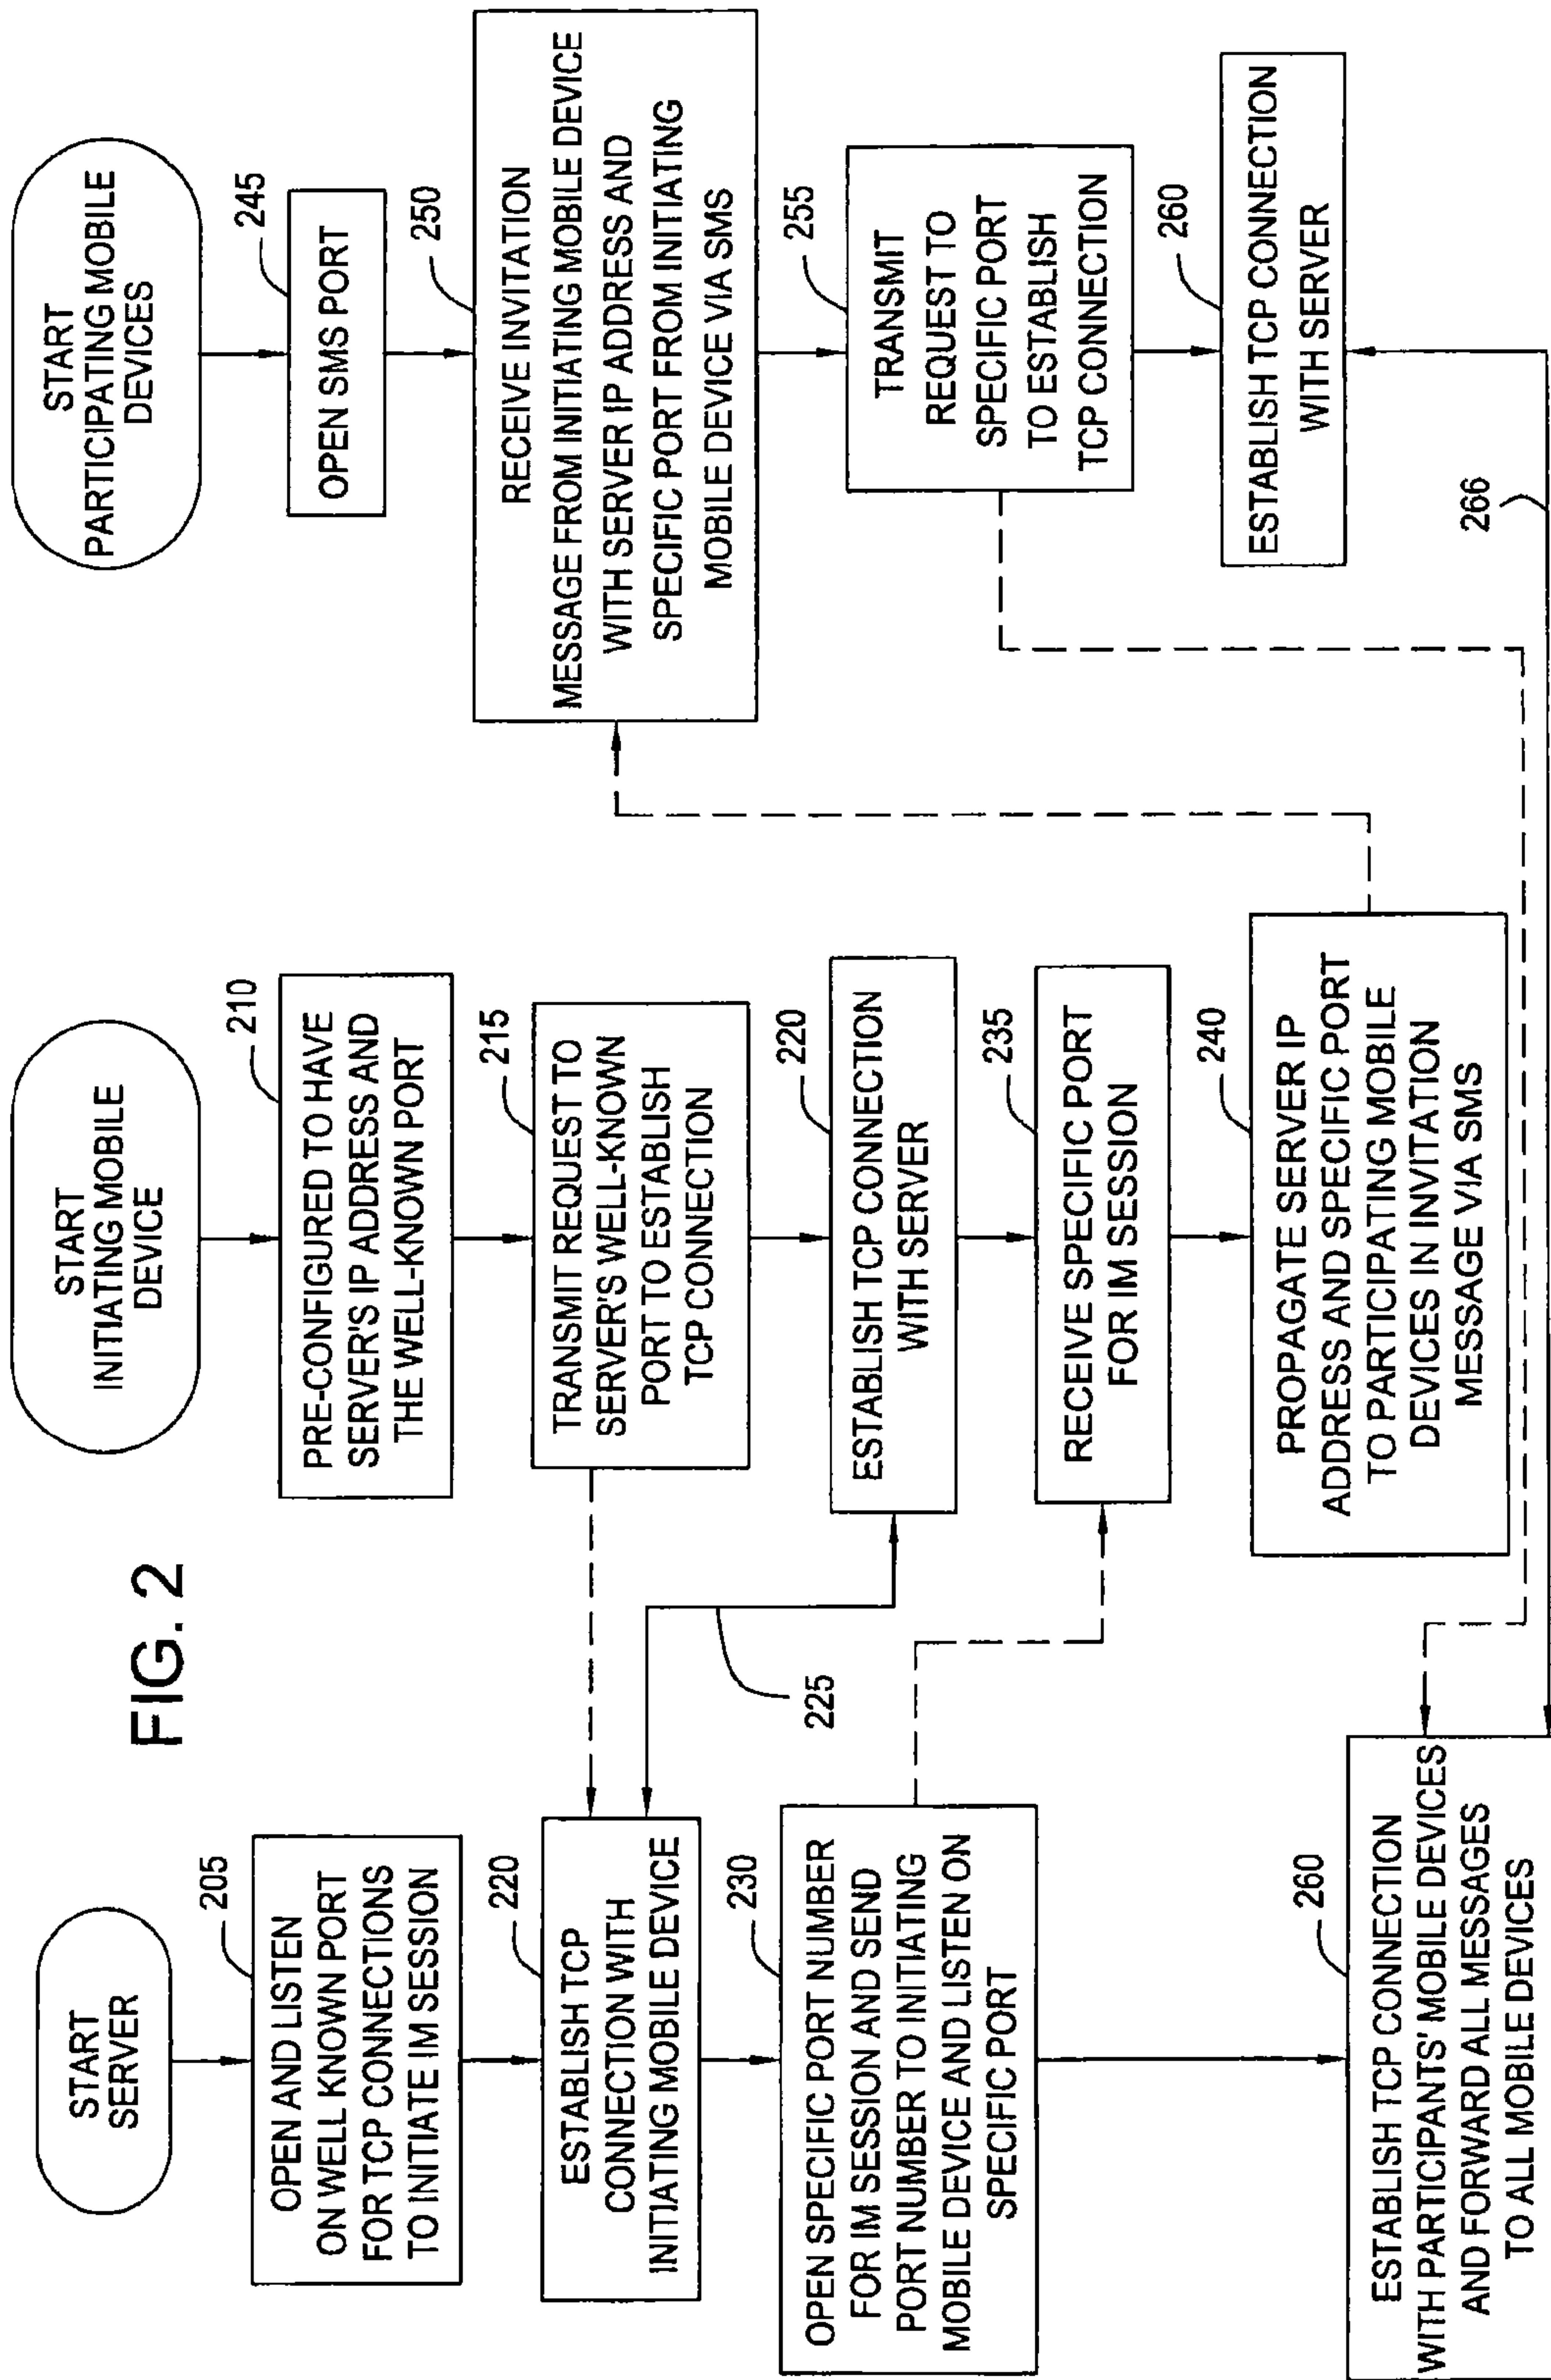 FIG. 2
START
SERVER
205
OPEN AND LISTEN
ON WELL KNOWN PORT
FOR TCP CONNECTIONS
TO INITIATE IM SESSION
220
ESTABLISH TCP
CONNECTION WITH
INITIATING MOBILE DEVICE
225
230
OPEN SPECIFIC PORT NUMBER
FOR IM SESSION AND SEND
PORT NUMBER TO INITIATING
MOBILE DEVICE AND LISTEN ON
SPECIFIC PORT
260
ESTABLISH TCP CONNECTION
WITH PARTICIPANTS' MOBILE DEVICES
AND FORWARD ALL MESSAGES
TO ALL MOBILE DEVICES
START
INITIATING MOBILE
DEVICE
210
PRE-CONFIGURED TO HAVE
SERVER'S IP ADDRESS AND
THE WELL-KNOWN PORT
215
TRANSMIT REQUEST TO
SERVER'S WELL-KNOWN
PORT TO ESTABLISH
TCP CONNECTION
220
ESTABLISH TCP CONNECTION
WITH SERVER
235
RECEIVE SPECIFIC PORT
FOR IM SESSION
240
PROPAGATE SERVER IP
ADDRESS AND SPECIFIC PORT
TO PARTICIPATING MOBILE
DEVICES IN INVITATION
MESSAGE VIA SMS
START
PARTICIPATING MOBILE
DEVICES
245
OPEN SMS PORT
250
RECEIVE INVITATION
MESSAGE FROM INITIATING MOBILE DEVICE
WITH SERVER IP ADDRESS AND
SPECIFIC PORT FROM INITIATING
MOBILE DEVICE VIA SMS
255
TRANSMIT
REQUEST TO
SPECIFIC PORT
TO ESTABLISH
TCP CONNECTION
260
ESTABLISH TCP CONNECTION
WITH SERVER
266